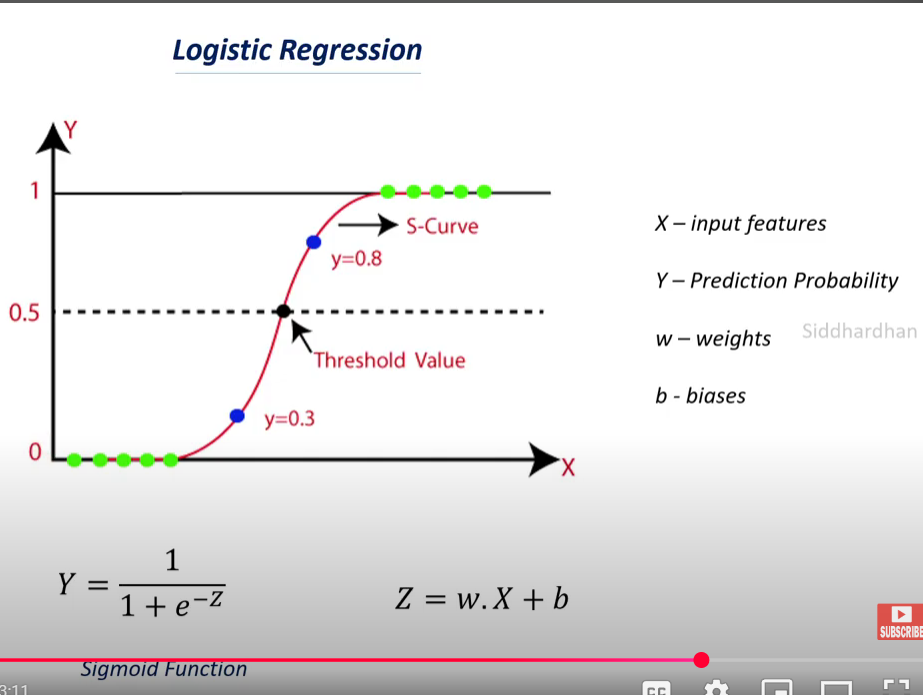 Logistic Regression
Y
1
S-Curve
y=0.8
0.5
Threshold Value
y=0.3
0
X
X – input features
Y – Prediction Probability
w – weights
Siddhardhan
b - biases
Y = 1 / (1 + e^{-Z})
Z = w.X + b
SUBSCRIBE
Sigmoid Function
3:11
CC